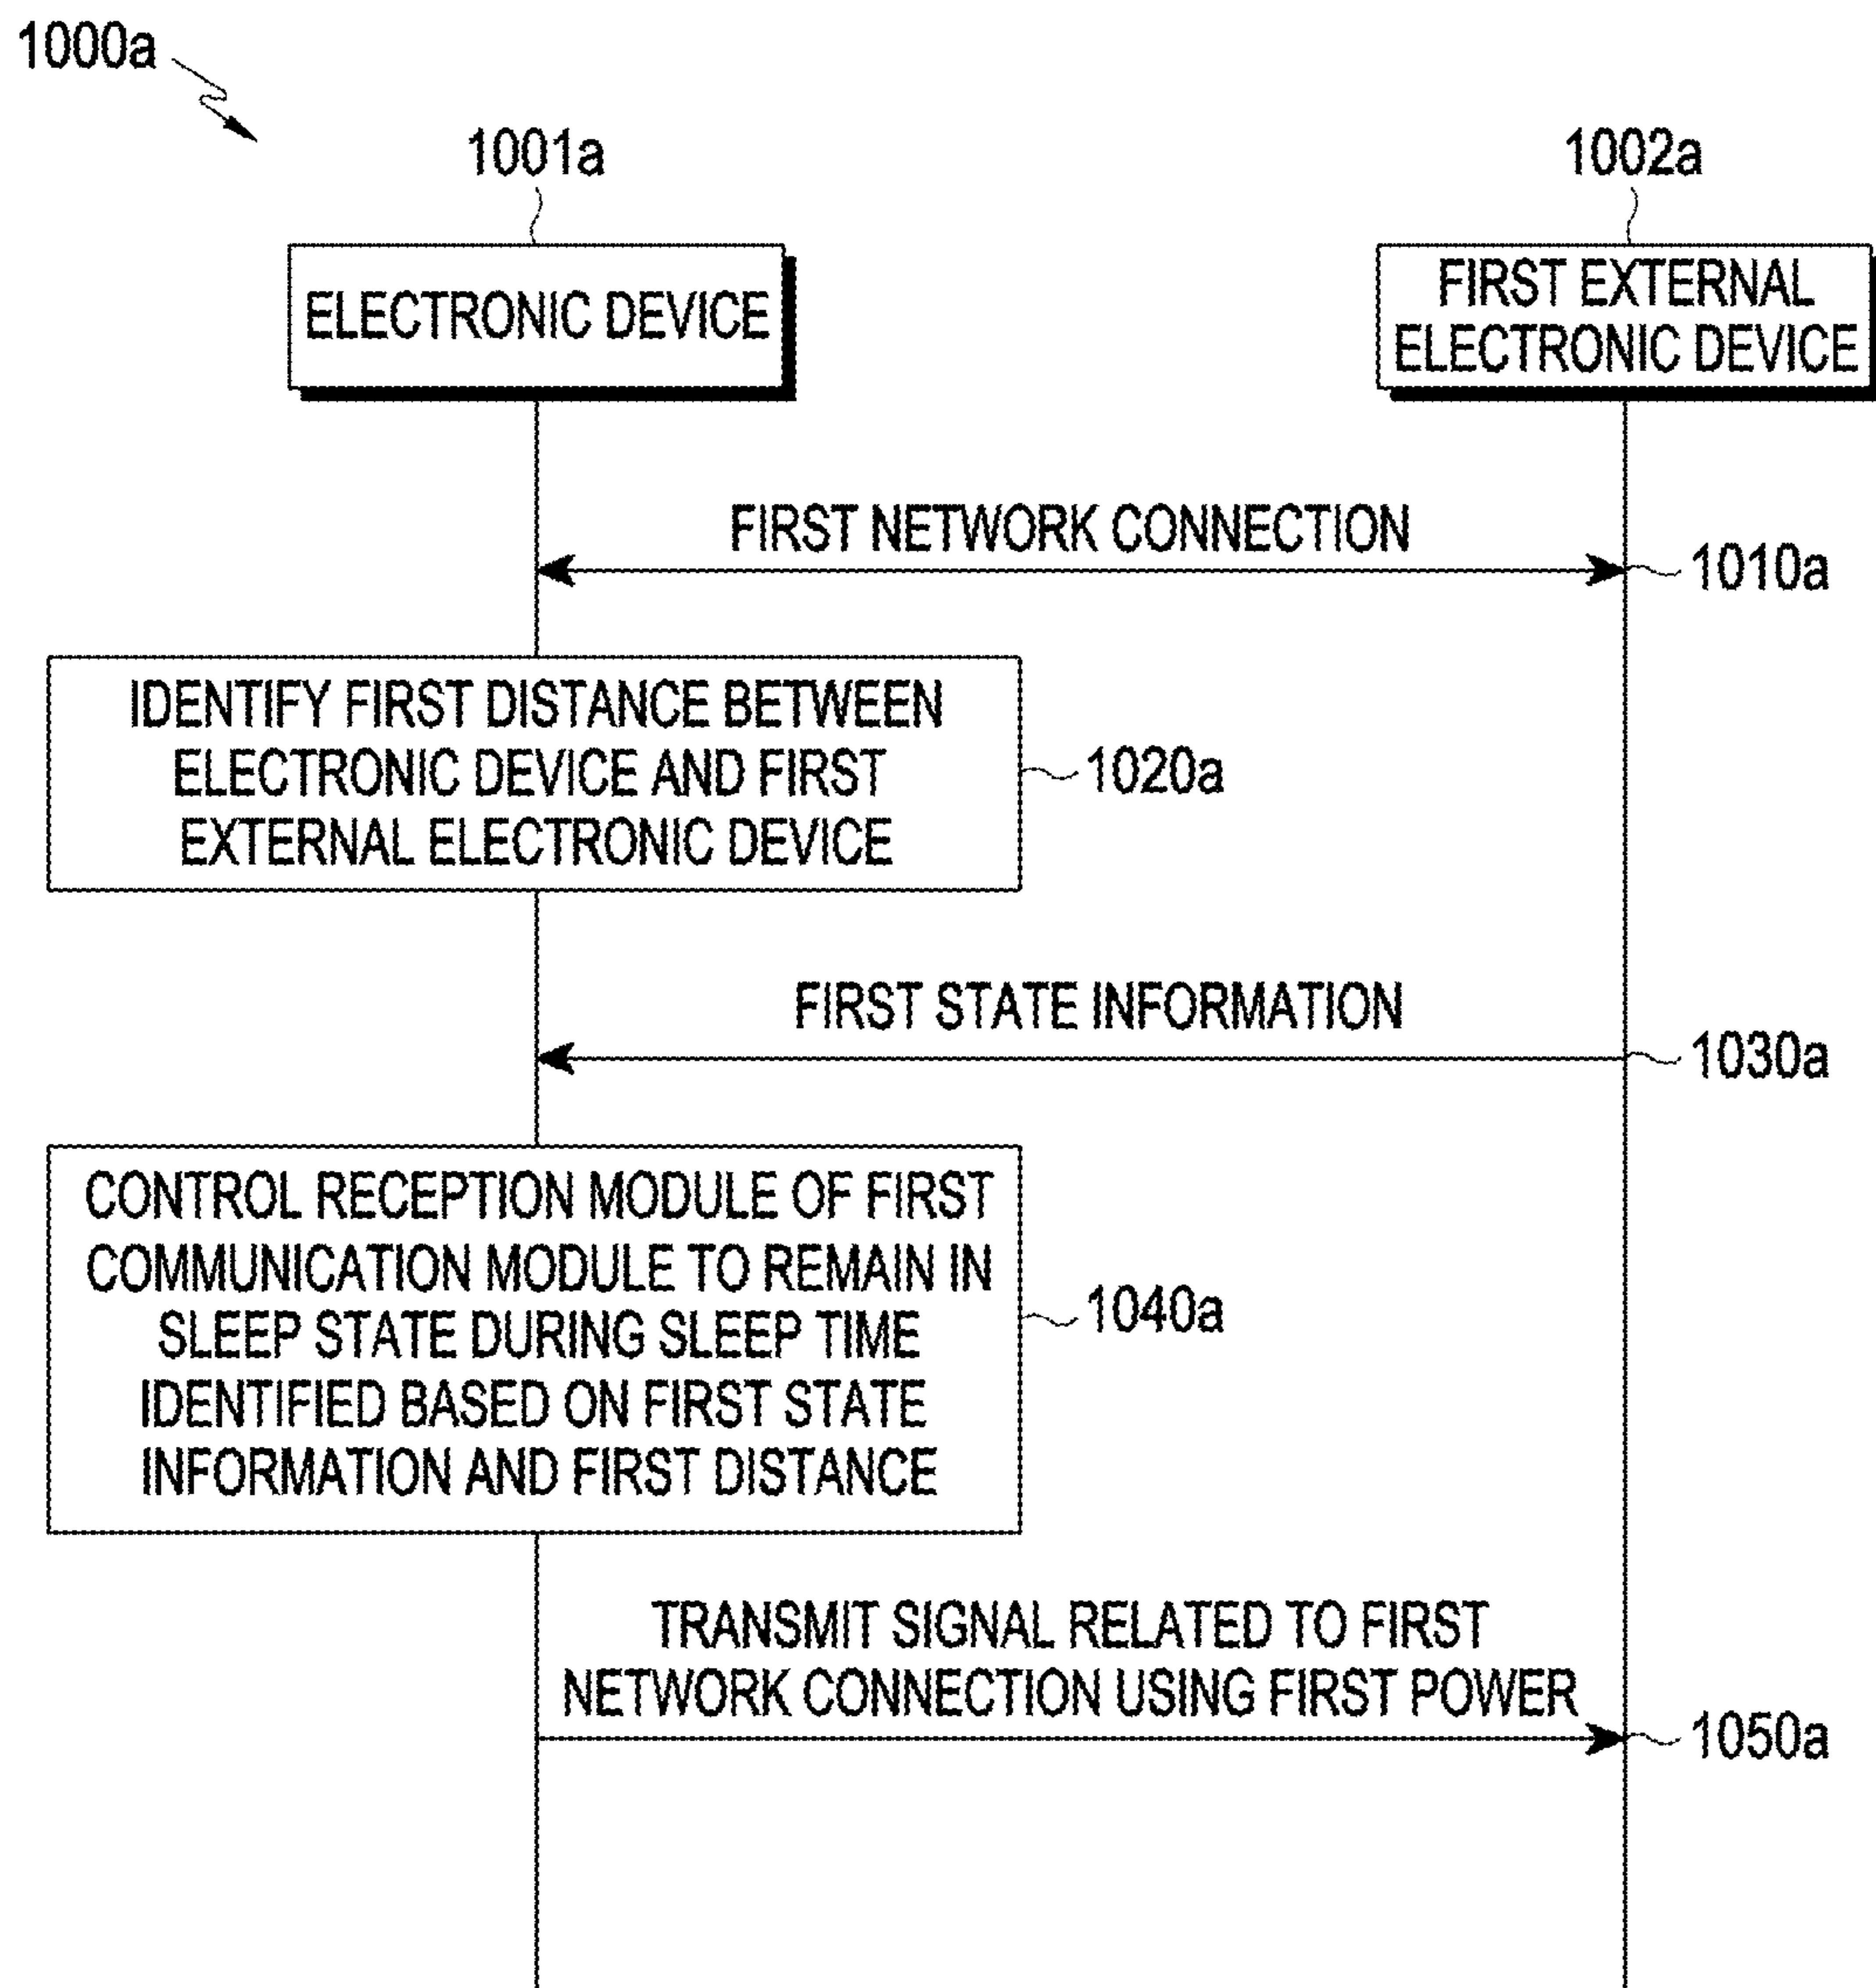 1000a
1001a
1002a
ELECTRONIC DEVICE
FIRST EXTERNAL
ELECTRONIC DEVICE
FIRST NETWORK CONNECTION
1010a
IDENTIFY FIRST DISTANCE BETWEEN
ELECTRONIC DEVICE AND FIRST
EXTERNAL ELECTRONIC DEVICE
1020a
FIRST STATE INFORMATION
1030a
CONTROL RECEPTION MODULE OF FIRST
COMMUNICATION MODULE TO REMAIN IN
SLEEP STATE DURING SLEEP TIME
IDENTIFIED BASED ON FIRST STATE
INFORMATION AND FIRST DISTANCE
1040a
TRANSMIT SIGNAL RELATED TO FIRST
NETWORK CONNECTION USING FIRST POWER
1050a